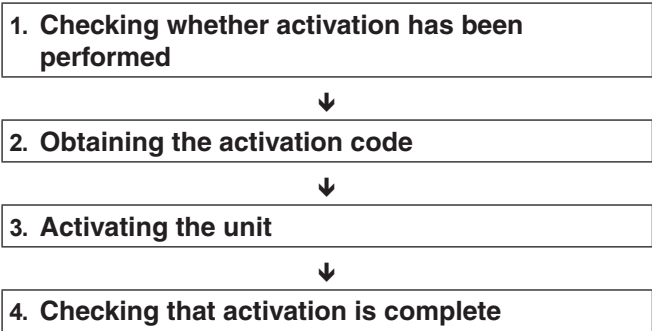 1. Checking whether activation has been
performed
2. Obtaining the activation code
3. Activating the unit
4. Checking that activation is complete